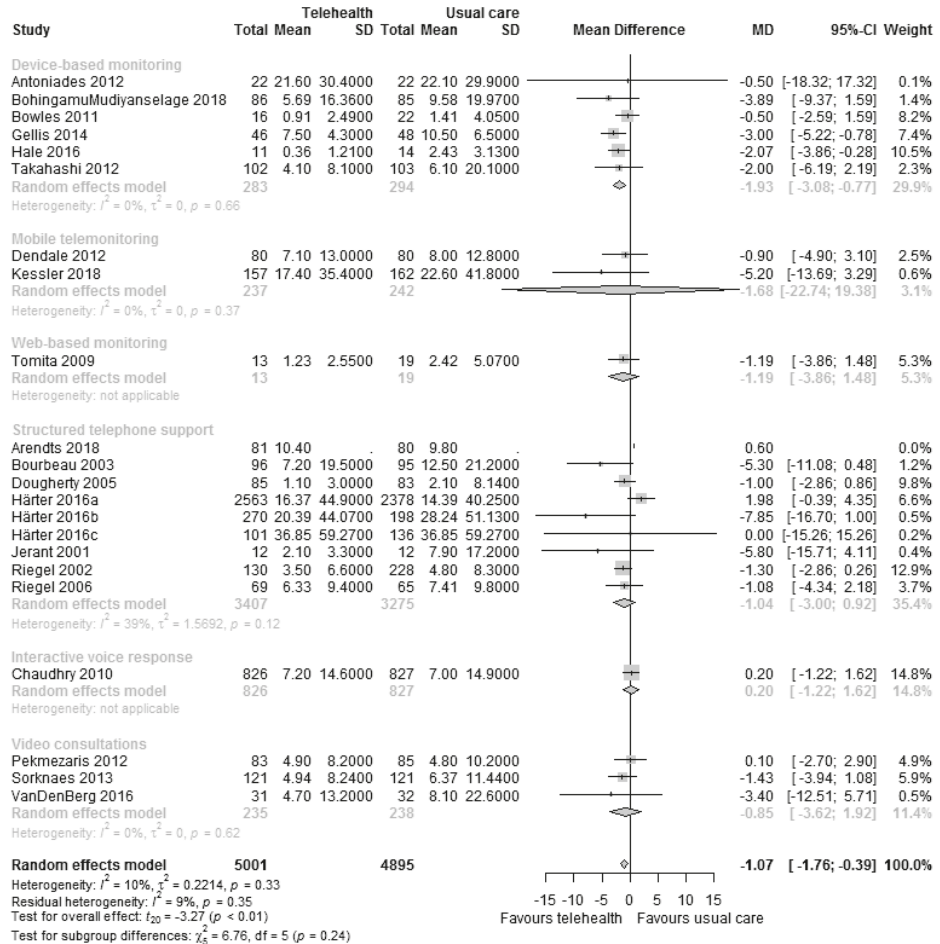 Telehealth Usual care
Study Total Mean SD Total Mean SD Mean Difference MD 95%-CI Weight
Device-based monitoring
Antoniades 2012 22 21.60 30.4000 22 22.10 29.9000 -0.50 [-18.32; 17.32] 0.1%
BohingamuMudiyanselage 2018 86 5.69 16.3600 85 9.58 19.9700 -3.89 [-9.37; 1.59] 1.4%
Bowles 2011 16 0.91 2.4900 22 1.41 4.0500 -0.50 [-2.59; 1.59] 8.2%
Gellis 2014 46 7.50 4.3000 48 10.50 6.5000 -3.00 [-5.22; -0.78] 7.4%
Hale 2016 11 0.36 1.2100 14 2.43 3.1300 -2.07 [-3.86; -0.28] 10.5%
Takahashi 2012 102 4.10 8.1000 103 6.10 20.1000 -2.00 [-6.19; 2.19] 2.3%
Random effects model 283 294 -1.93 [-3.08; -0.77] 29.9%
Heterogeneity: I² = 0%, τ² = 0, p = 0.66
Mobile telemonitoring
Dendale 2012 80 7.10 13.0000 80 8.00 12.8000 -0.90 [-4.90; 3.10] 2.5%
Kessler 2018 157 17.40 35.4000 162 22.60 41.8000 -5.20 [-13.69; 3.29] 0.6%
Random effects model 237 242 -1.68 [-22.74; 19.38] 3.1%
Heterogeneity: I² = 0%, τ² = 0, p = 0.37
Web-based monitoring
Tomita 2009 13 1.23 2.5500 19 2.42 5.0700 -1.19 [-3.86; 1.48] 5.3%
Random effects model 13 19 -1.19 [-3.86; 1.48] 5.3%
Heterogeneity: not applicable
Structured telephone support
Arendts 2018 81 10.40 . 80 9.80 . 0.60 0.0%
Bourbeau 2003 96 7.20 19.5000 95 12.50 21.2000 -5.30 [-11.08; 0.48] 1.2%
Dougherty 2005 85 1.10 3.0000 83 2.10 8.1400 -1.00 [-2.86; 0.86] 9.8%
Härter 2016a 2563 16.37 44.9000 2378 14.39 40.2500 1.98 [-0.39; 4.35] 6.6%
Härter 2016b 270 20.39 44.0700 198 28.24 51.1300 -7.85 [-16.70; 1.00] 0.5%
Härter 2016c 101 36.85 59.2700 136 36.85 59.2700 0.00 [-15.26; 15.26] 0.2%
Jerant 2001 12 2.10 3.3000 12 7.90 17.2000 -5.80 [-15.71; 4.11] 0.4%
Riegel 2002 130 3.50 6.6000 228 4.80 8.3000 -1.30 [-2.86; 0.26] 12.9%
Riegel 2006 69 6.33 9.4000 65 7.41 9.8000 -1.08 [-4.34; 2.18] 3.7%
Random effects model 3407 3275 -1.04 [-3.00; 0.92] 35.4%
Heterogeneity: I² = 39%, τ² = 1.5692, p = 0.12
Interactive voice response
Chaudhry 2010 826 7.20 14.6000 827 7.00 14.9000 0.20 [-1.22; 1.62] 14.8%
Random effects model 826 827 0.20 [-1.22; 1.62] 14.8%
Heterogeneity: not applicable
Video consultations
Pekmezaris 2012 83 4.90 8.2000 85 4.80 10.2000 0.10 [-2.70; 2.90] 4.9%
Sorknaes 2013 121 4.94 8.2400 121 6.37 11.4400 -1.43 [-3.94; 1.08] 5.9%
VanDenBerg 2016 31 4.70 13.2000 32 8.10 22.6000 -3.40 [-12.51; 5.71] 0.5%
Random effects model 235 238 -0.85 [-3.62; 1.92] 11.4%
Heterogeneity: I² = 0%, τ² = 0, p = 0.62
Random effects model 5001 4895 -1.07 [-1.76; -0.39] 100.0%
Heterogeneity: I² = 10%, τ² = 0.2214, p = 0.33
Residual heterogeneity: I² = 9%, p = 0.35
Test for overall effect: t₂₀ = -3.27 (p < 0.01)
Test for subgroup differences: χ²₅ = 6.76, df = 5 (p = 0.24)
-15 -10 -5 0 5 10 15
Favours telehealth Favours usual care